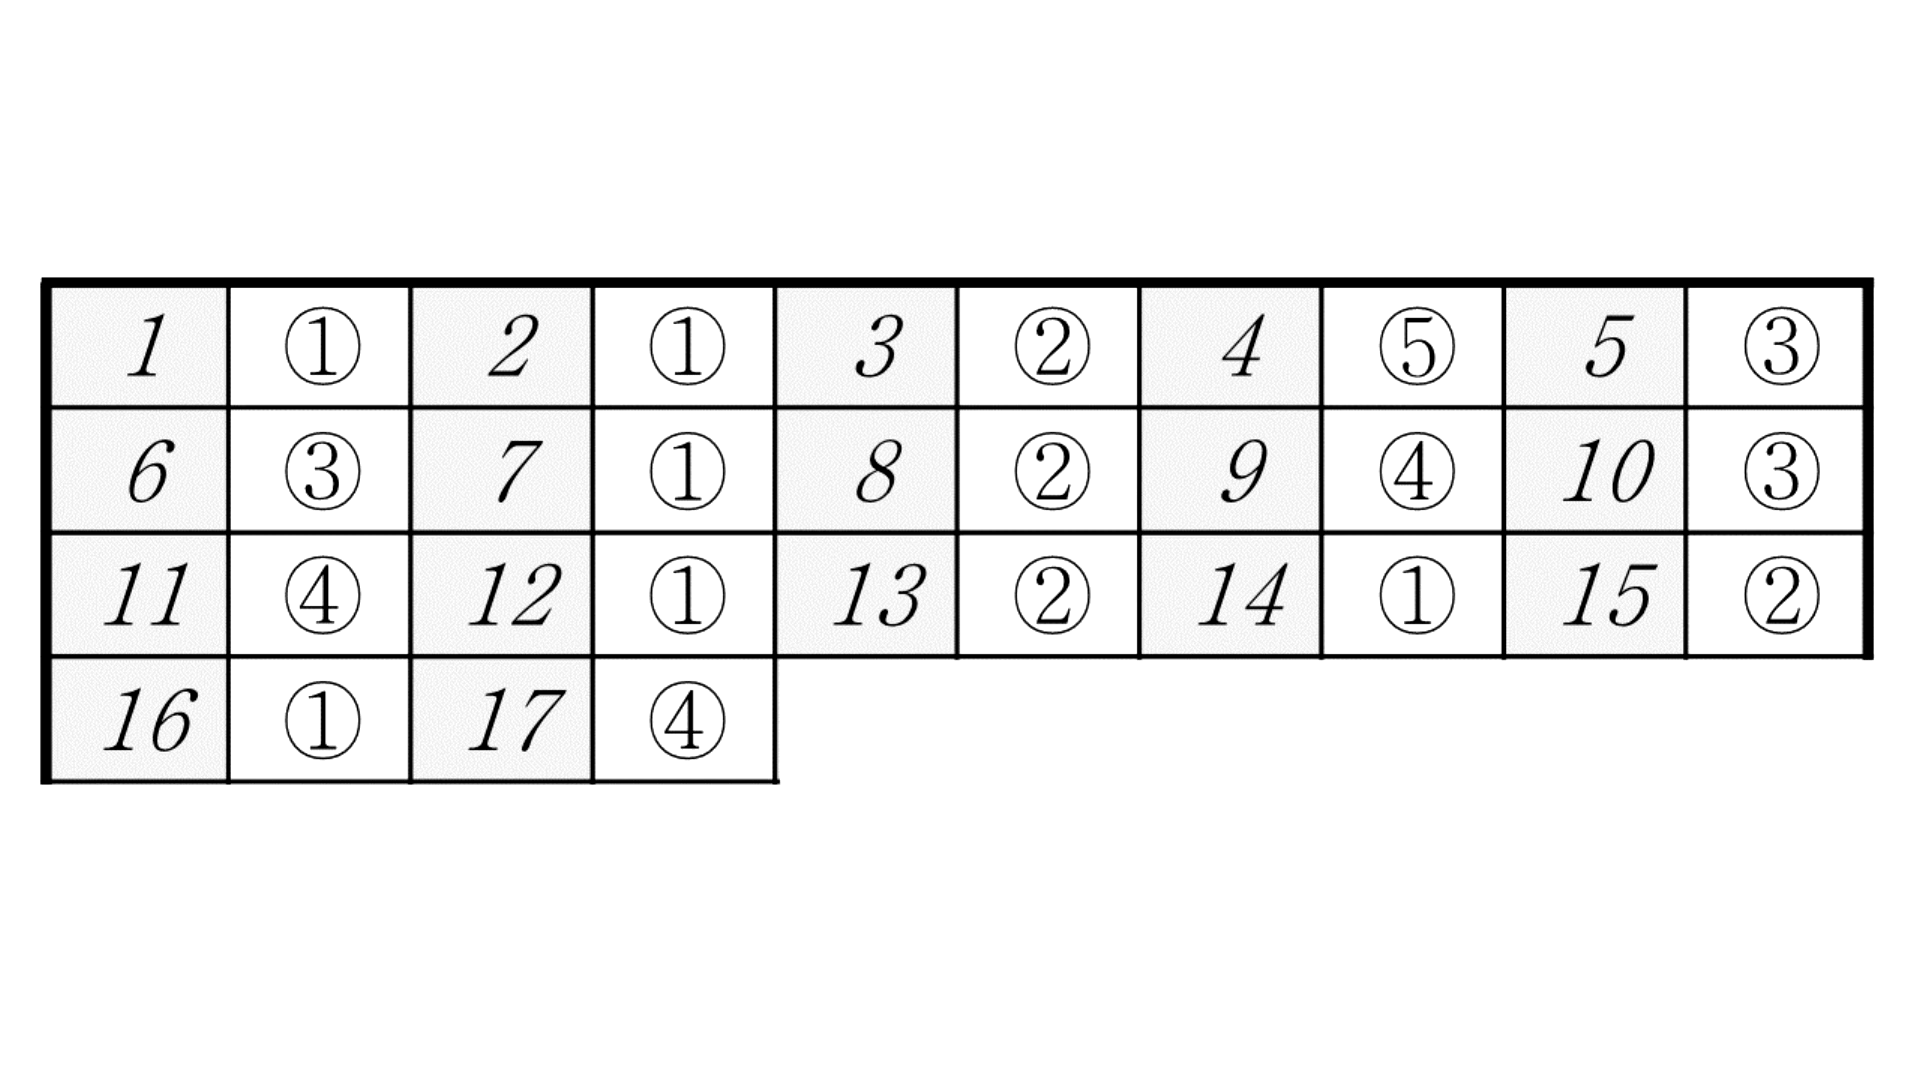 1 ① 2 ① 3 ② 4 ⑤ 5 ③
6 ③ 7 ① 8 ② 9 ④ 10 ③
11 ④ 12 ① 13 ② 14 ① 15 ②
16 ① 17 ④